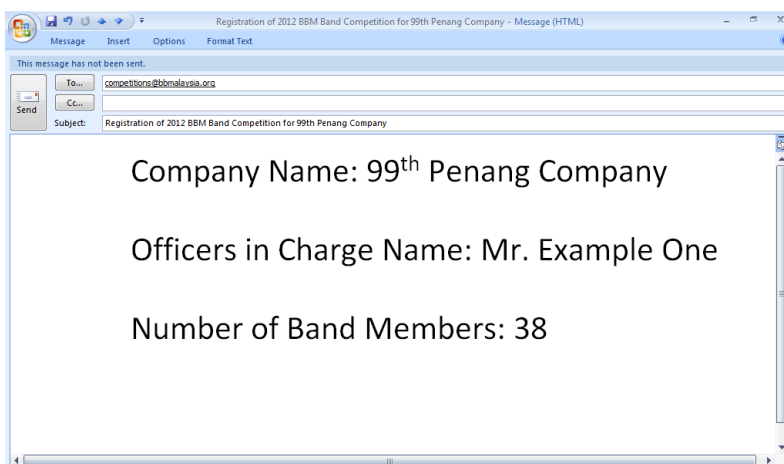 Registration of 2012 BBM Band Competition for 99th Penang Company - Message (HTML)
Message Insert Options Format Text
This message has not been sent.
To... competitions@bbmalaysia.org
Cc...
Send
Subject: Registration of 2012 BBM Band Competition for 99th Penang Company
Company Name: 99th Penang Company
Officers in Charge Name: Mr. Example One
Number of Band Members: 38